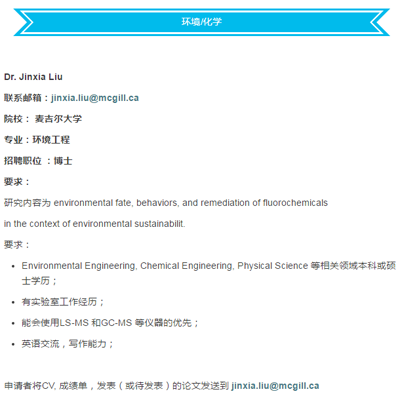 环境/化学
Dr. Jinxia Liu
联系邮箱：jinxia.liu@mcgill.ca
院校： 麦吉尔大学
专业：环境工程
招聘职位 ：博士
要求：
研究内容为 environmental fate, behaviors, and remediation of fluorochemicals
in the context of environmental sustainabilit.
要求：
• Environmental Engineering, Chemical Engineering, Physical Science 等相关领域本科或硕
士学历；
• 有实验室工作经历；
• 能会使用LS-MS 和GC-MS 等仪器的优先；
• 英语交流，写作能力；
申请者将CV, 成绩单，发表（或待发表）的论文发送到 jinxia.liu@mcgill.ca